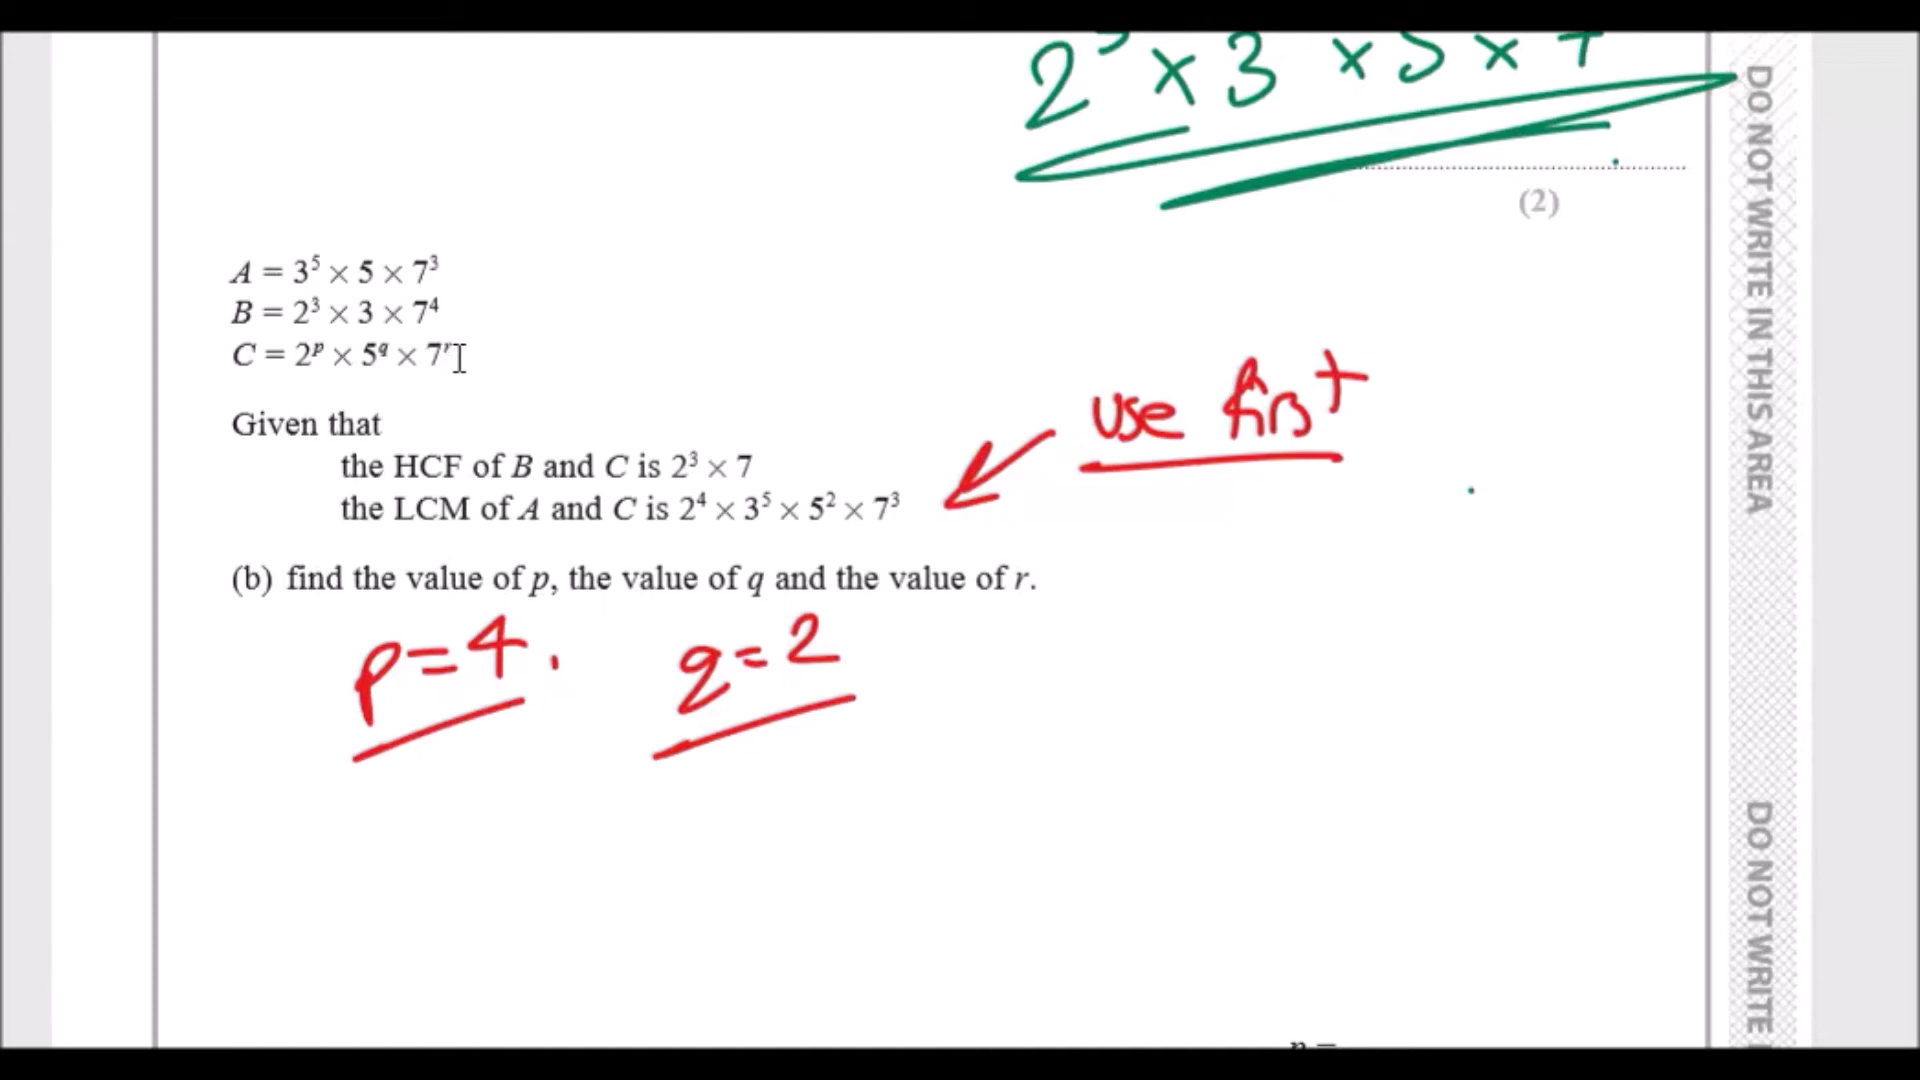 2³ × 3 × 5 × 7
(2)
A = 3⁵ × 5 × 7³
B = 2³ × 3 × 7⁴
C = 2ᵖ × 5^q × 7ʳ
Given that
the HCF of B and C is 2³ × 7
the LCM of A and C is 2⁴ × 3⁵ × 5² × 7³
use first
(b) find the value of p, the value of q and the value of r.
p = 4, q = 2
DO NOT WRITE IN THIS AREA
DO NOT WRITE